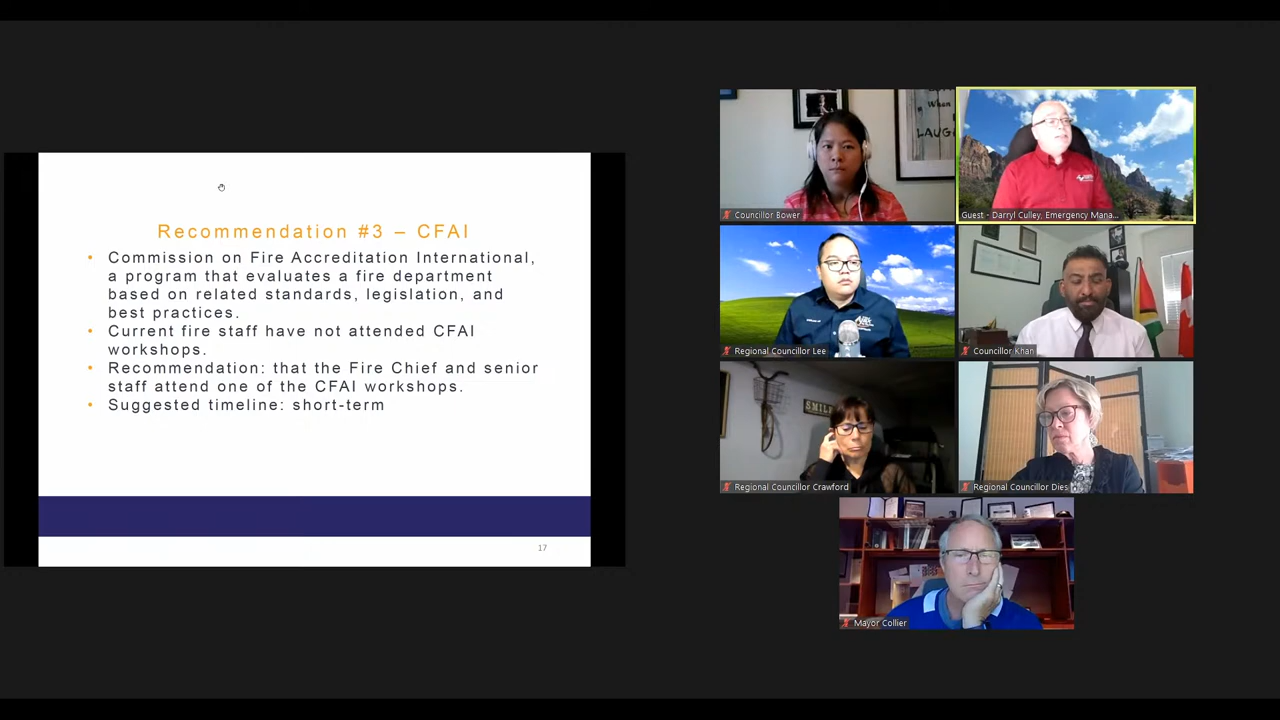 Recommendation #3 – CFAI
• Commission on Fire Accreditation International,
a program that evaluates a fire department
based on related standards, legislation, and
best practices.
• Current fire staff have not attended CFAI
workshops.
• Recommendation: that the Fire Chief and senior
staff attend one of the CFAI workshops.
• Suggested timeline: short-term
17
When
LAUG
Councillor Bower
Guest - Darryl Culley, Emergency Mana...
Regional Councillor Lee
Councillor Khan
SMILE
Regional Councillor Crawford
Regional Councillor Dies
Mayor Collier